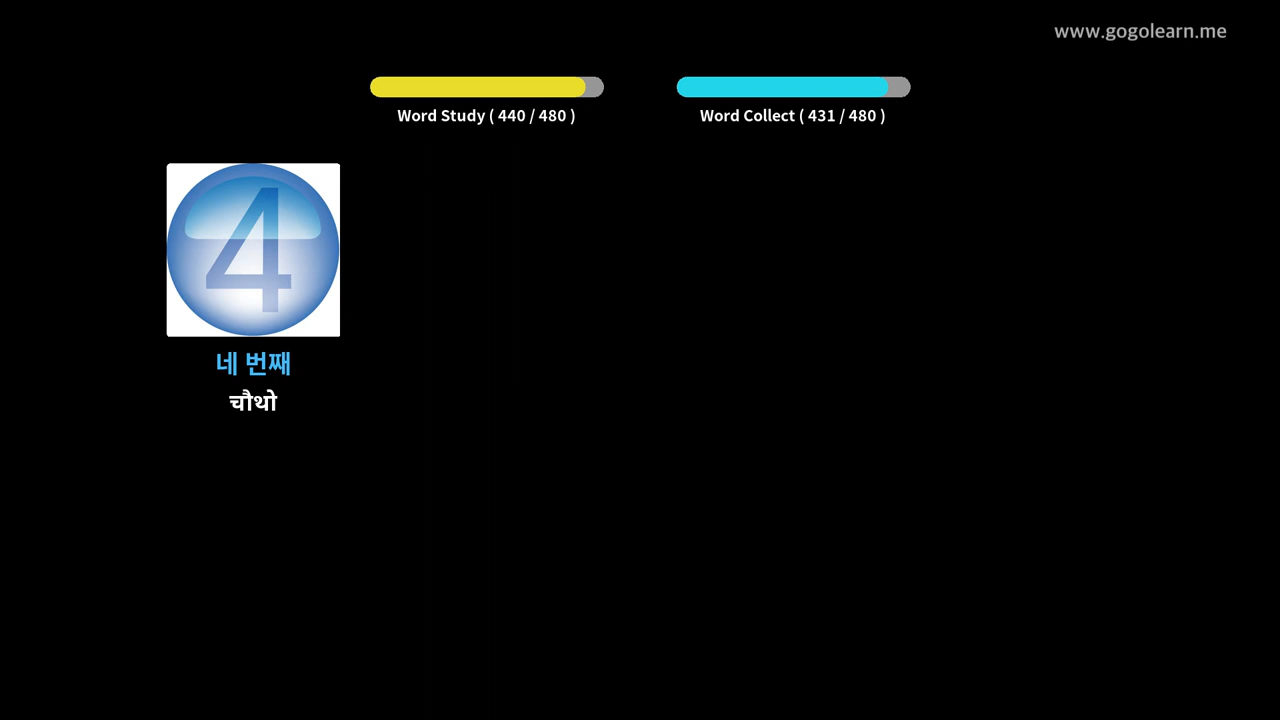 www.gogolearn.me
Word Study ( 440 / 480 )
Word Collect ( 431 / 480 )
4
네 번째
चौथो